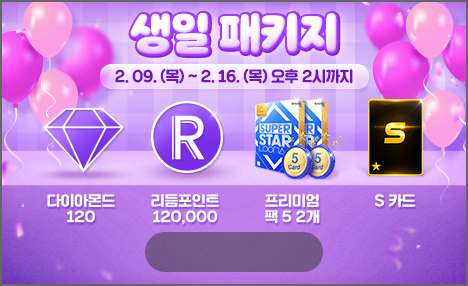 생일 패키지
2. 09. (목) ~ 2. 16. (목) 오후 2시까지
R
SUPER
STAR
5
Card
5
Card
S
다이아몬드
120
리듬포인트
120,000
프리미엄
팩 5 2개
S 카드